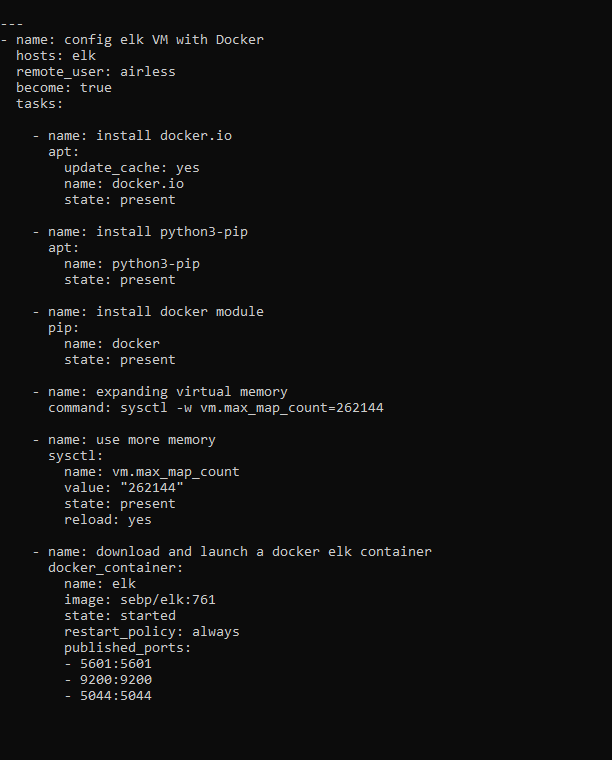 ---
- name: config elk VM with Docker
  hosts: elk
  remote_user: airless
  become: true
  tasks:

    - name: install docker.io
      apt:
        update_cache: yes
        name: docker.io
        state: present

    - name: install python3-pip
      apt:
        name: python3-pip
        state: present

    - name: install docker module
      pip:
        name: docker
        state: present

    - name: expanding virtual memory
      command: sysctl -w vm.max_map_count=262144

    - name: use more memory
      sysctl:
        name: vm.max_map_count
        value: "262144"
        state: present
        reload: yes

    - name: download and launch a docker elk container
      docker_container:
        name: elk
        image: sebp/elk:761
        state: started
        restart_policy: always
        published_ports:
        - 5601:5601
        - 9200:9200
        - 5044:5044